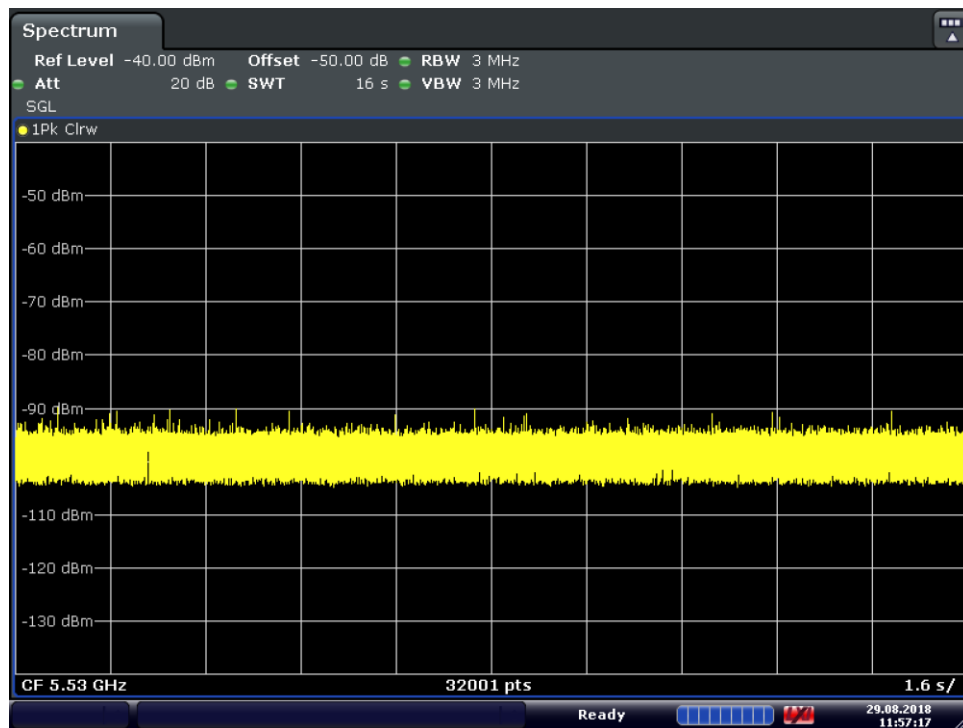 Spectrum
Ref Level -40.00 dBm Offset -50.00 dB RBW 3 MHz
Att 20 dB SWT 16 s VBW 3 MHz
SGL
1Pk Clrw
-50 dBm
-60 dBm
-70 dBm
-80 dBm
-90 dBm
-110 dBm
-120 dBm
-130 dBm
CF 5.53 GHz 32001 pts 1.6 s/
Ready 29.08.2018
11:57:17